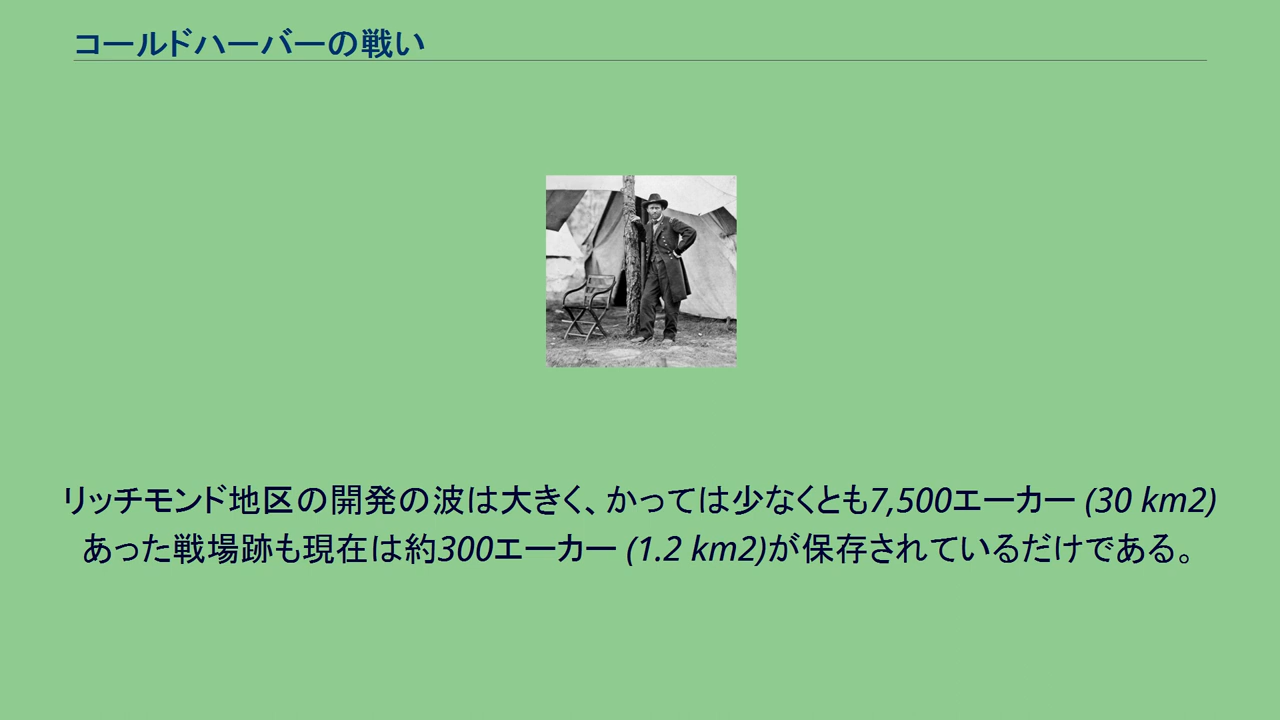 コールドハーバーの戦い
リッチモンド地区の開発の波は大きく、かっては少なくとも7,500エーカー (30 km2)
あった戦場跡も現在は約300エーカー (1.2 km2)が保存されているだけである。